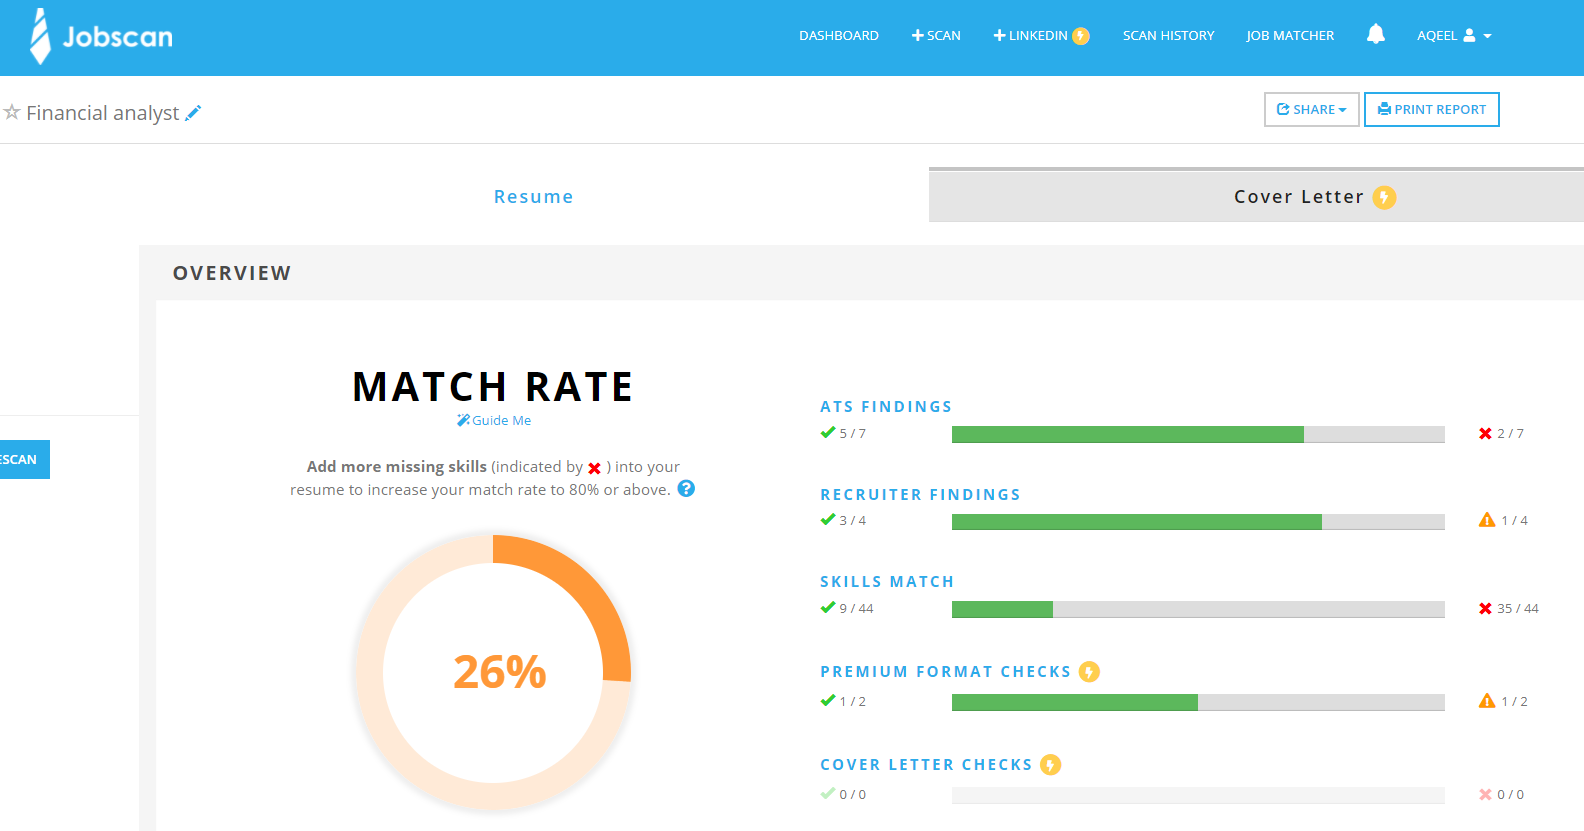 Jobscan
DASHBOARD
SCAN
LINKEDIN
SCAN HISTORY
JOB MATCHER
AQEEL
Financial analyst
SHARE
PRINT REPORT
Resume
Cover Letter
OVERVIEW
MATCH RATE
Guide Me
Add more missing skills (indicated by ) into your
resume to increase your match rate to 80% or above.
26%
ESCAN
ATS FINDINGS
5 / 7
2 / 7
RECRUITER FINDINGS
3 / 4
1 / 4
SKILLS MATCH
9 / 44
35 / 44
PREMIUM FORMAT CHECKS
1 / 2
1 / 2
COVER LETTER CHECKS
0 / 0
0 / 0